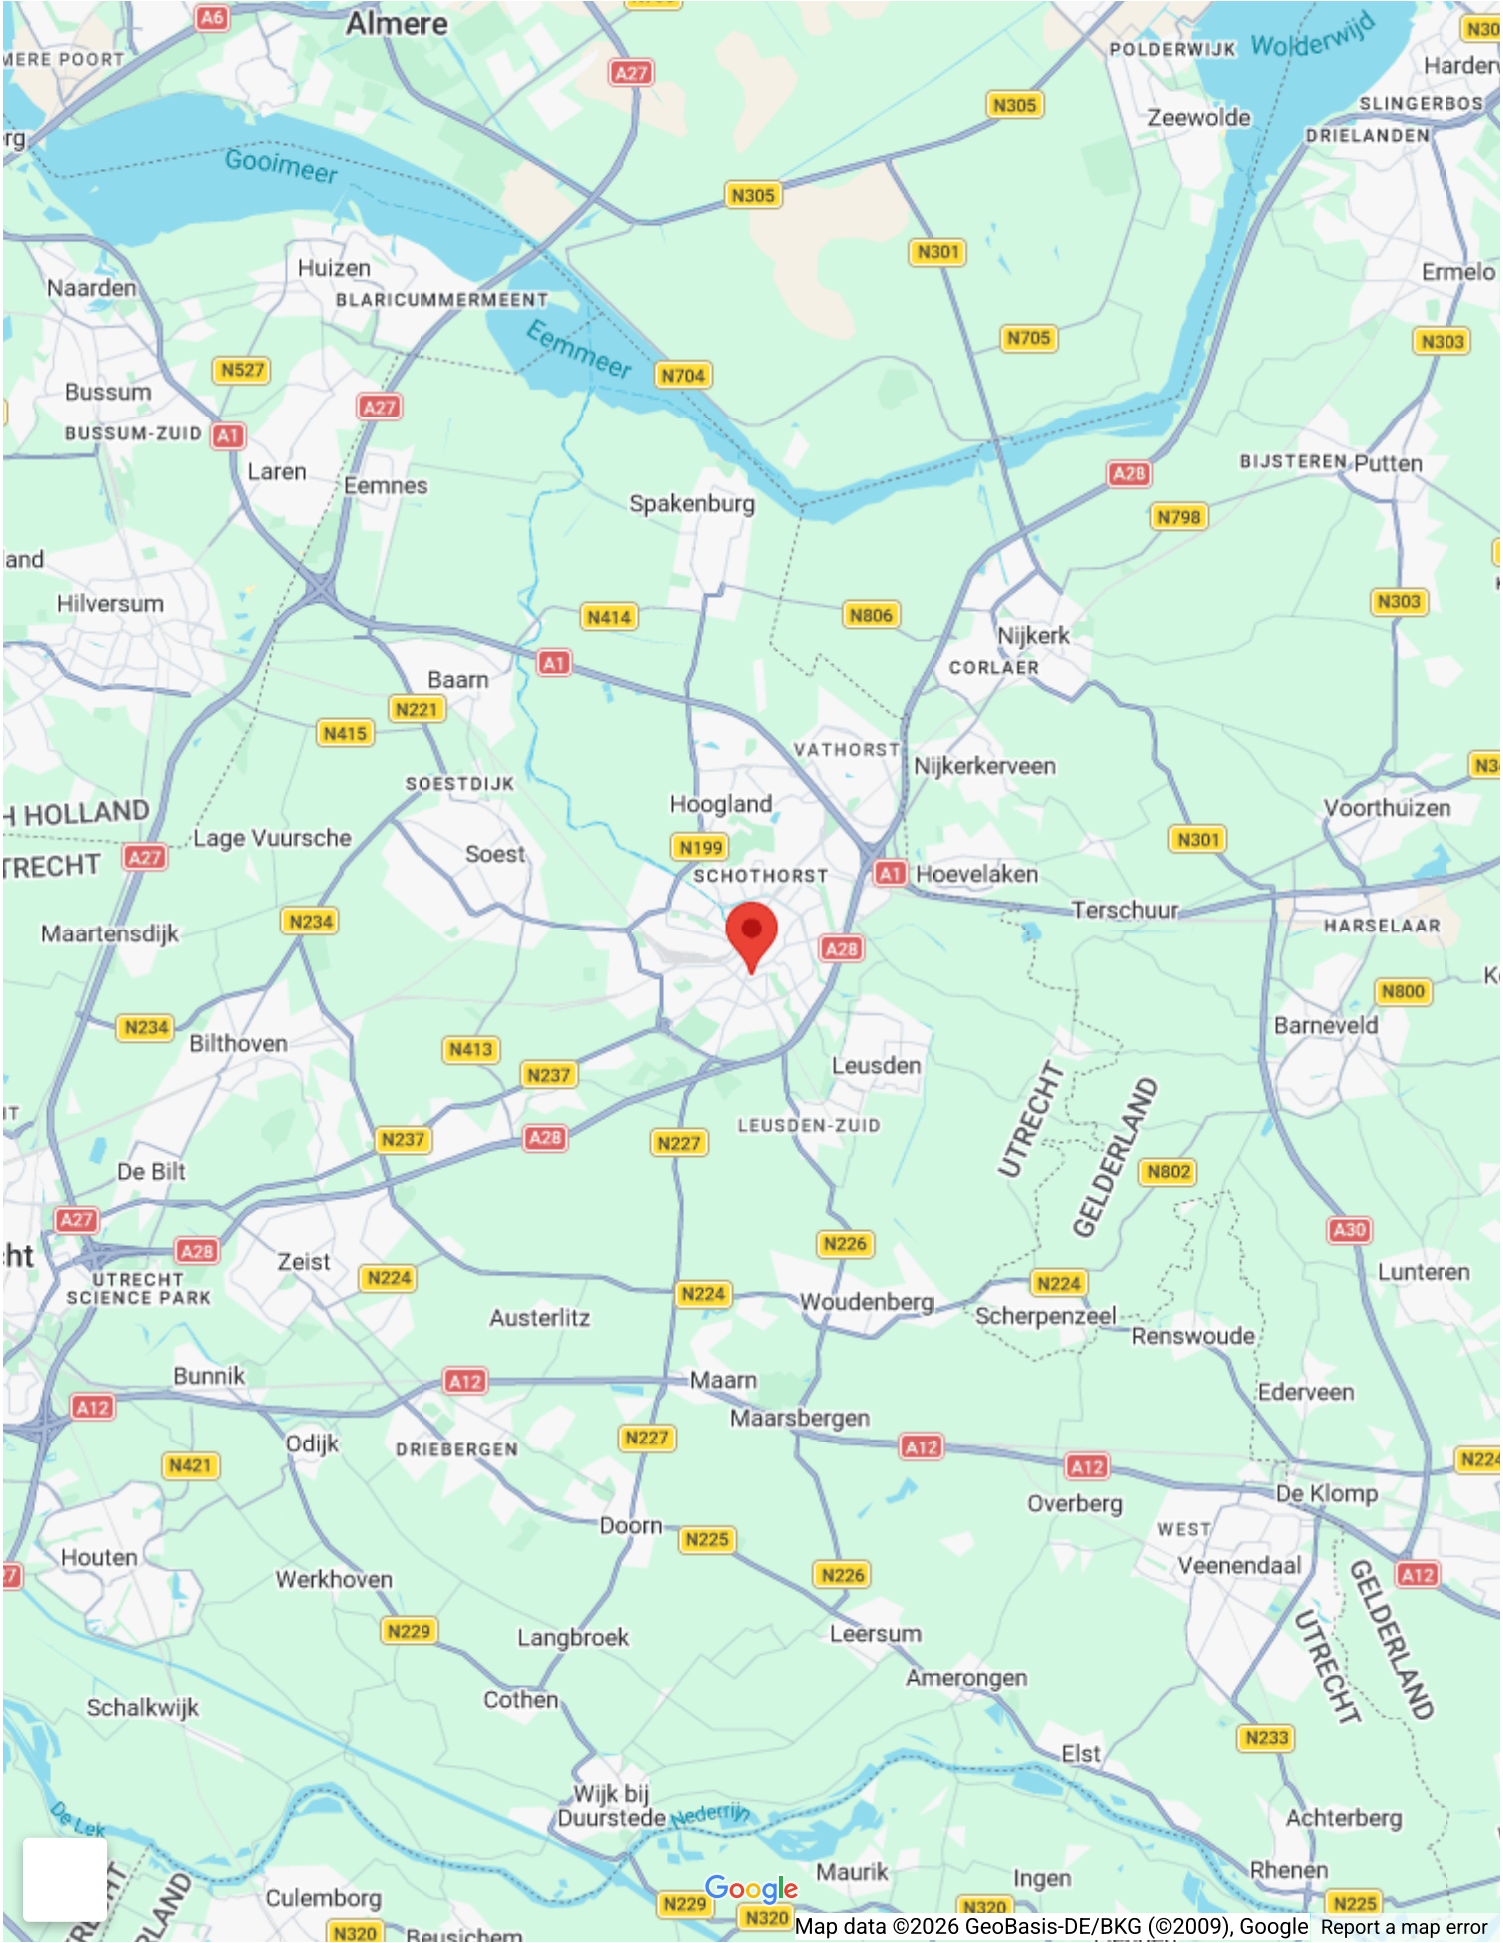 A6
Almere
A27
POLDERWIJK
Wolderwijd
MERE POORT
N305
Zeewolde
SLINGERBOS
DRIELANDEN
Gooimeer
N305
N301
Huizen
Naarden
BLARICUMMERMEENT
Ermelo
Eemmeer
N705
N303
N527
N704
Bussum
A27
BUSSUM-ZUID
A1
Laren
Eemnes
BIJSTEREN
Putten
A28
Spakenburg
N798
Hilversum
N414
N806
N303
Nijkerk
A1
CORLAER
Baarn
N221
N415
VATHORST
Nijkerkerveen
SOESTDIJK
Hoogland
Voorthuizen
H HOLLAND
Lage Vuursche
N199
N301
TRECHT
A27
Soest
SCHOTHORST
A1
Hoevelaken
Terschuur
N234
Maartensdijk
A28
HARSELAAR
N800
N234
Bilthoven
N413
Barneveld
N237
Leusden
UTRECHT
GELDERLAND
LEUSDEN-ZUID
N237
A28
N227
De Bilt
N802
A27
A28
N226
A30
Zeist
N224
UTRECHT
SCIENCE PARK
N224
N224
Lunteren
Austerlitz
Woudenberg
Scherpenzeel
Renswoude
Bunnik
A12
Maarn
Ederveen
A12
Maarsbergen
Odijk
DRIEBERGEN
N227
A12
N421
A12
N224
De Klomp
Overberg
Doorn
N225
WEST
Houten
Veenendaal
Werkhoven
N226
A12
GELDERLAND
UTRECHT
N229
Langbroek
Leersum
Amerongen
Cothen
Schalkwijk
N233
Elst
Wijk bij
Duurstede
Nederrijn
De Lek
Achterberg
Maurik
Ingen
Rhenen
Google
Culemborg
N229
N320
N320
N225
N320
Beusichem
Map data ©2026 GeoBasis-DE/BKG (©2009), Google
Report a map error